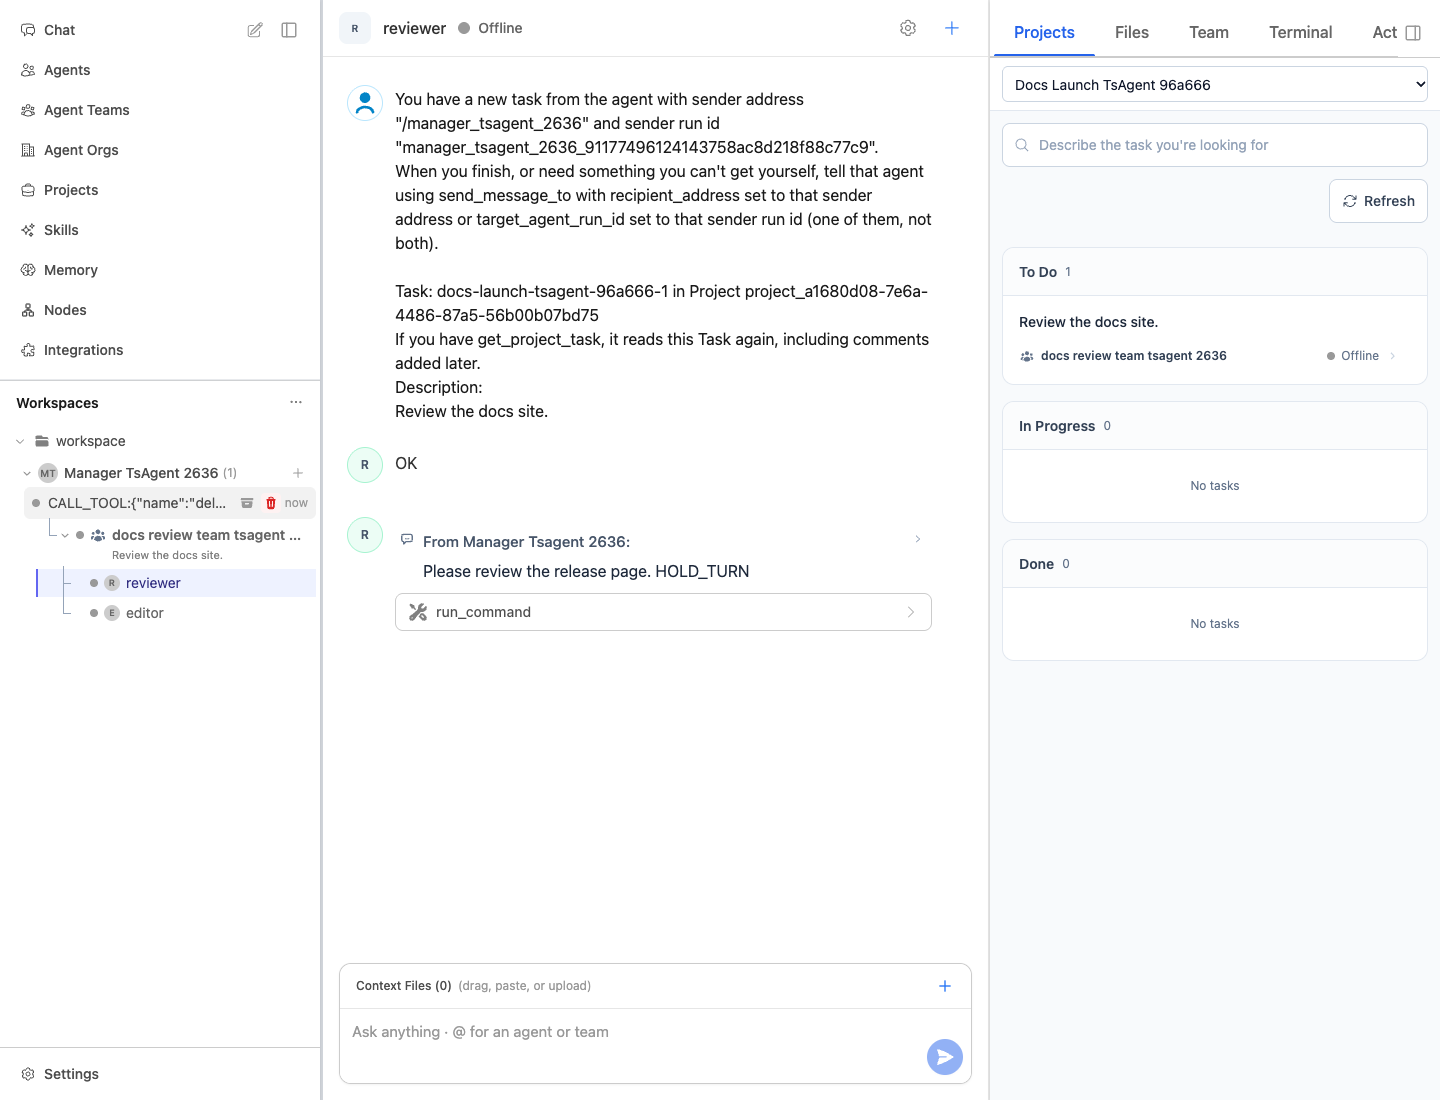 Chat
Agents
Agent Teams
Agent Orgs
Projects
Skills
Memory
Nodes
Integrations
Workspaces
workspace
MT Manager TsAgent 2636 (1)
CALL_TOOL:{"name":"del... now
docs review team tsagent ...
Review the docs site.
R reviewer
E editor
Settings
R reviewer Offline
You have a new task from the agent with sender address
"/manager_tsagent_2636" and sender run id
"manager_tsagent_2636_91177496124143758ac8d218f88c77c9".
When you finish, or need something you can't get yourself, tell that agent
using send_message_to with recipient_address set to that sender
address or target_agent_run_id set to that sender run id (one of them, not
both).
Task: docs-launch-tsagent-96a666-1 in Project project_a1680d08-7e6a-
4486-87a5-56b00b07bd75
If you have get_project_task, it reads this Task again, including comments
added later.
Description:
Review the docs site.
R OK
R From Manager Tsagent 2636:
Please review the release page. HOLD_TURN
run_command
Context Files (0) (drag, paste, or upload)
Ask anything · @ for an agent or team
Projects Files Team Terminal Act
Docs Launch TsAgent 96a666
Describe the task you're looking for
Refresh
To Do 1
Review the docs site.
docs review team tsagent 2636 Offline
In Progress 0
No tasks
Done 0
No tasks